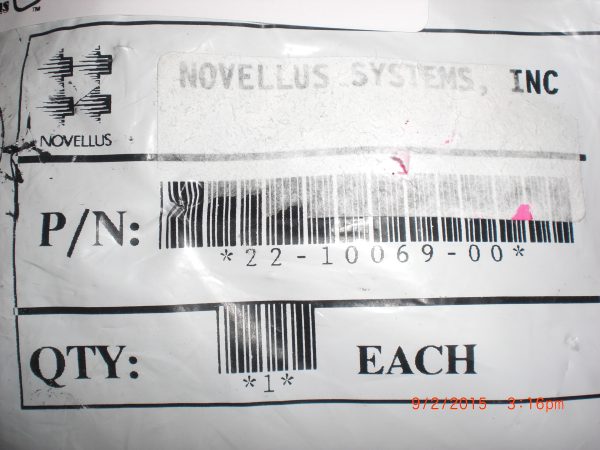 NOVELLUS SYSTEMS, INC
NOVELLUS
P/N:
*22-10069-00*
QTY:
*1*
EACH
9/2/2015 3:16pm